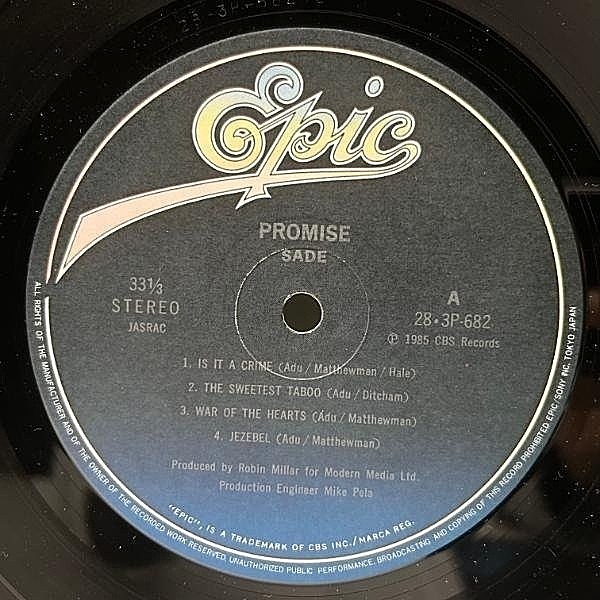 Epic
PROMISE
SADE
33⅓
STEREO
JASRAC
A
28・3P-682
Ⓟ 1985 CBS Records
1. IS IT A CRIME (Adu / Matthewman / Hale)
2. THE SWEETEST TABOO (Adu / Ditcham)
3. WAR OF THE HEARTS (Adu / Matthewman)
4. JEZEBEL (Adu / Matthewman)
Produced by Robin Millar for Modern Media Ltd.
Production Engineer Mike Pela
"EPIC", IS A TRADEMARK OF CBS INC./MARCA REG.
ALL RIGHTS OF THE MANUFACTURER AND OF THE OWNER OF THE RECORDED WORK RESERVED. UNAUTHORIZED PUBLIC PERFORMANCE, BROADCASTING AND COPYING OF THIS RECORD PROHIBITED EPIC/SONY INC. TOKYO JAPAN